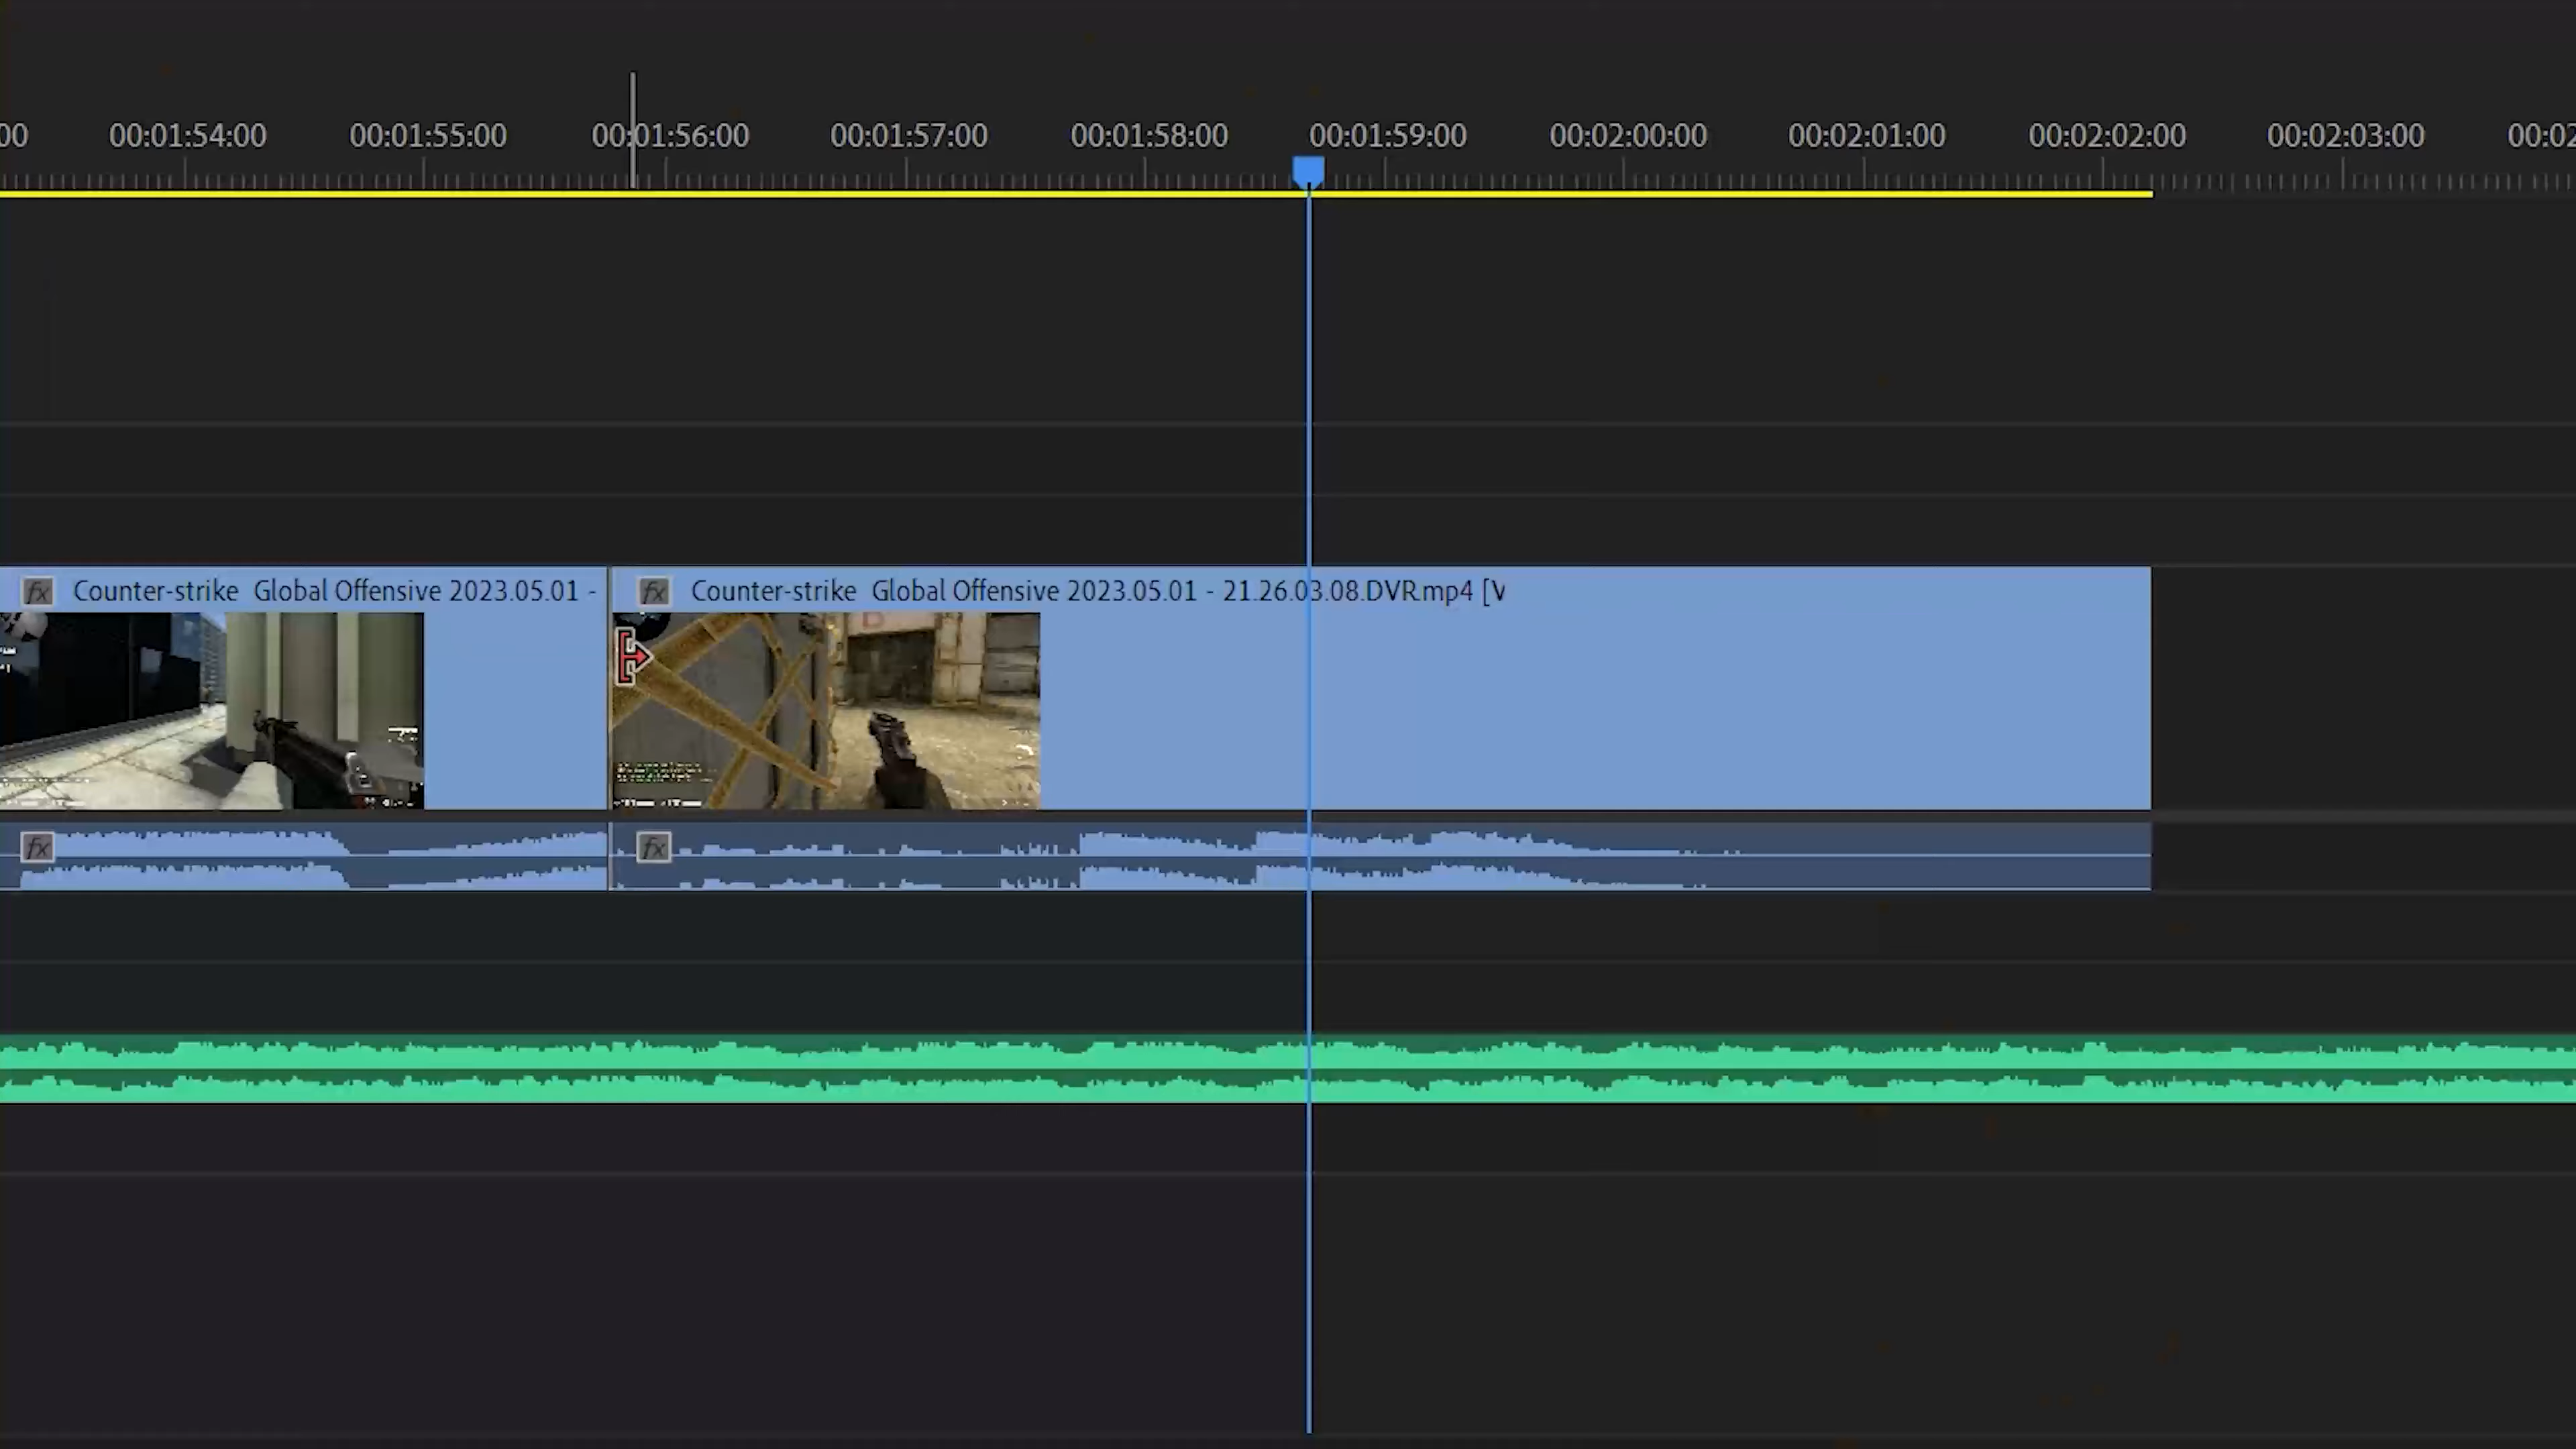 00 00:01:54:00 00:01:55:00 00:01:56:00 00:01:57:00 00:01:58:00 00:01:59:00 00:02:00:00 00:02:01:00 00:02:02:00 00:02:03:00 00:02
fx Counter-strike Global Offensive 2023.05.01 - fx Counter-strike Global Offensive 2023.05.01 - 21.26.03.08.DVR.mp4 [V
B
fx fx